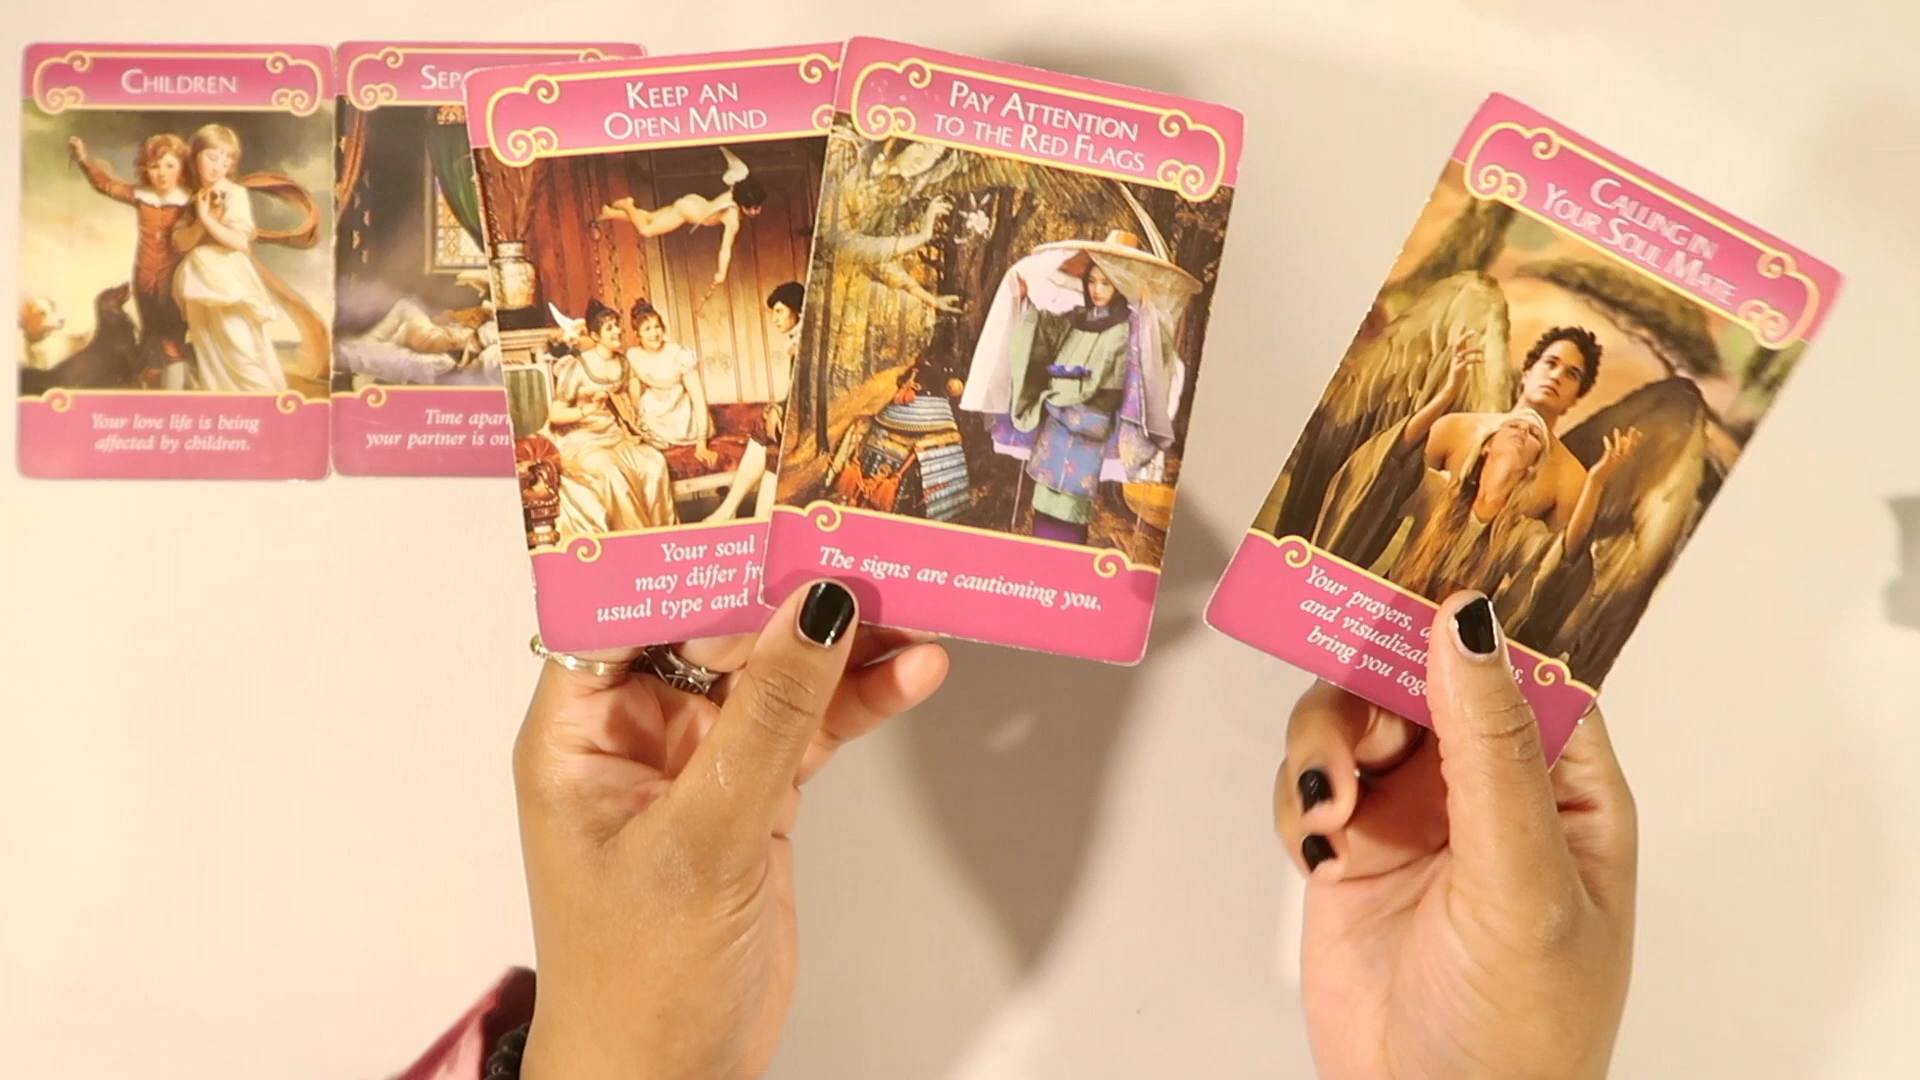 CHILDREN
Your love life is being
affected by children.
SEP
Time apar
your partner is on
KEEP AN
OPEN MIND
Your soul
may differ fr
usual type and
PAY ATTENTION
TO THE RED FLAGS
The signs are cautioning you.
CALLING IN
YOUR SOUL MATE
Your prayers,
and visualizat
bring you tog